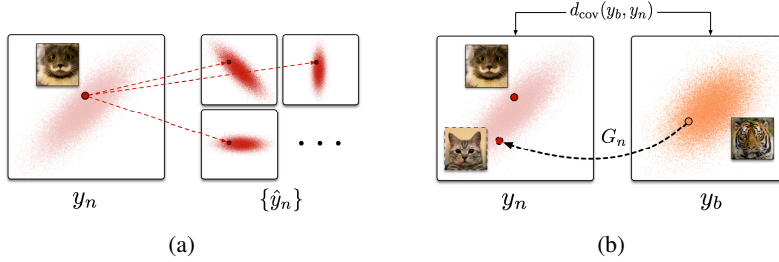 d_cov(y_b, y_n)
G_n
y_n
{ŷ_n}
y_n
y_b
(a)
(b)